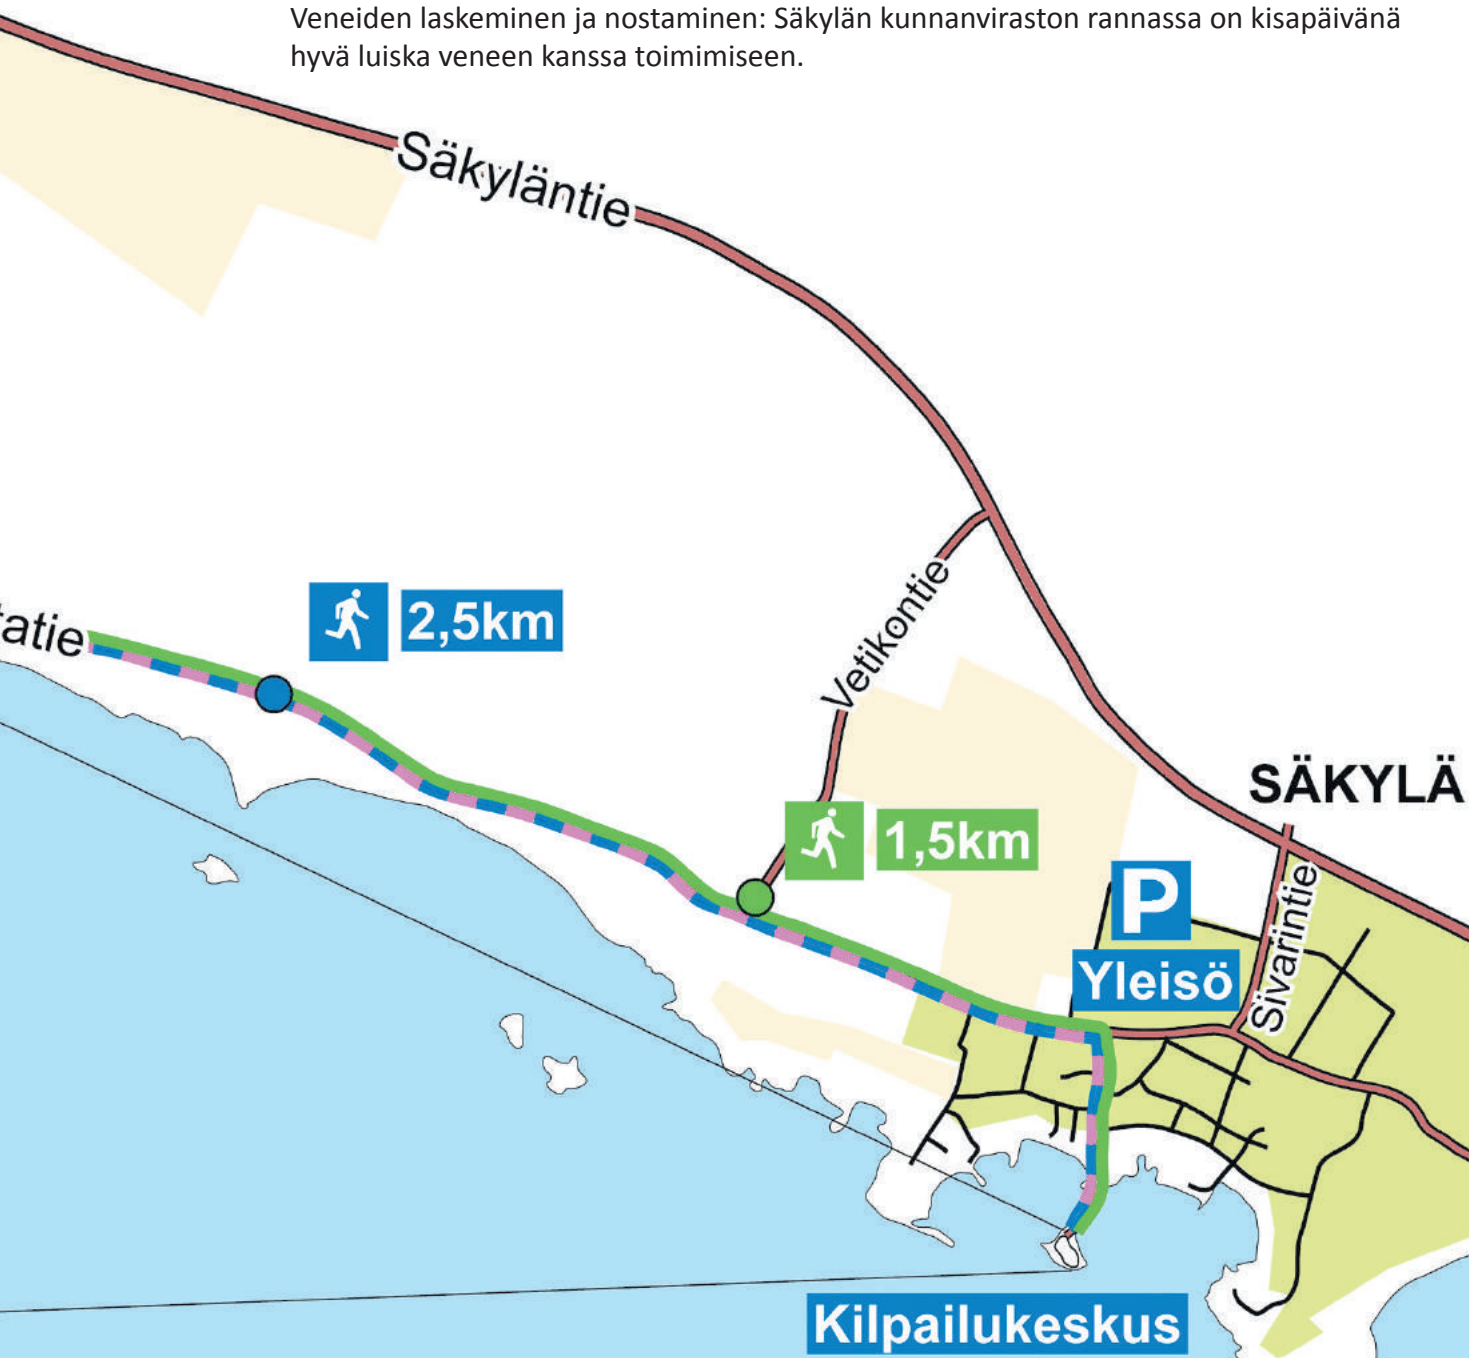 Veneiden laskeminen ja nostaminen: Säkylän kunnanviraston rannassa on kisapäivänä
hyvä luiska veneen kanssa toimimiseen.
Säkyläntie
Vetikontie
2,5km
atie
SÄKYLÄ
1,5km
P
Yleisö
Sivarintie
Kilpailukeskus